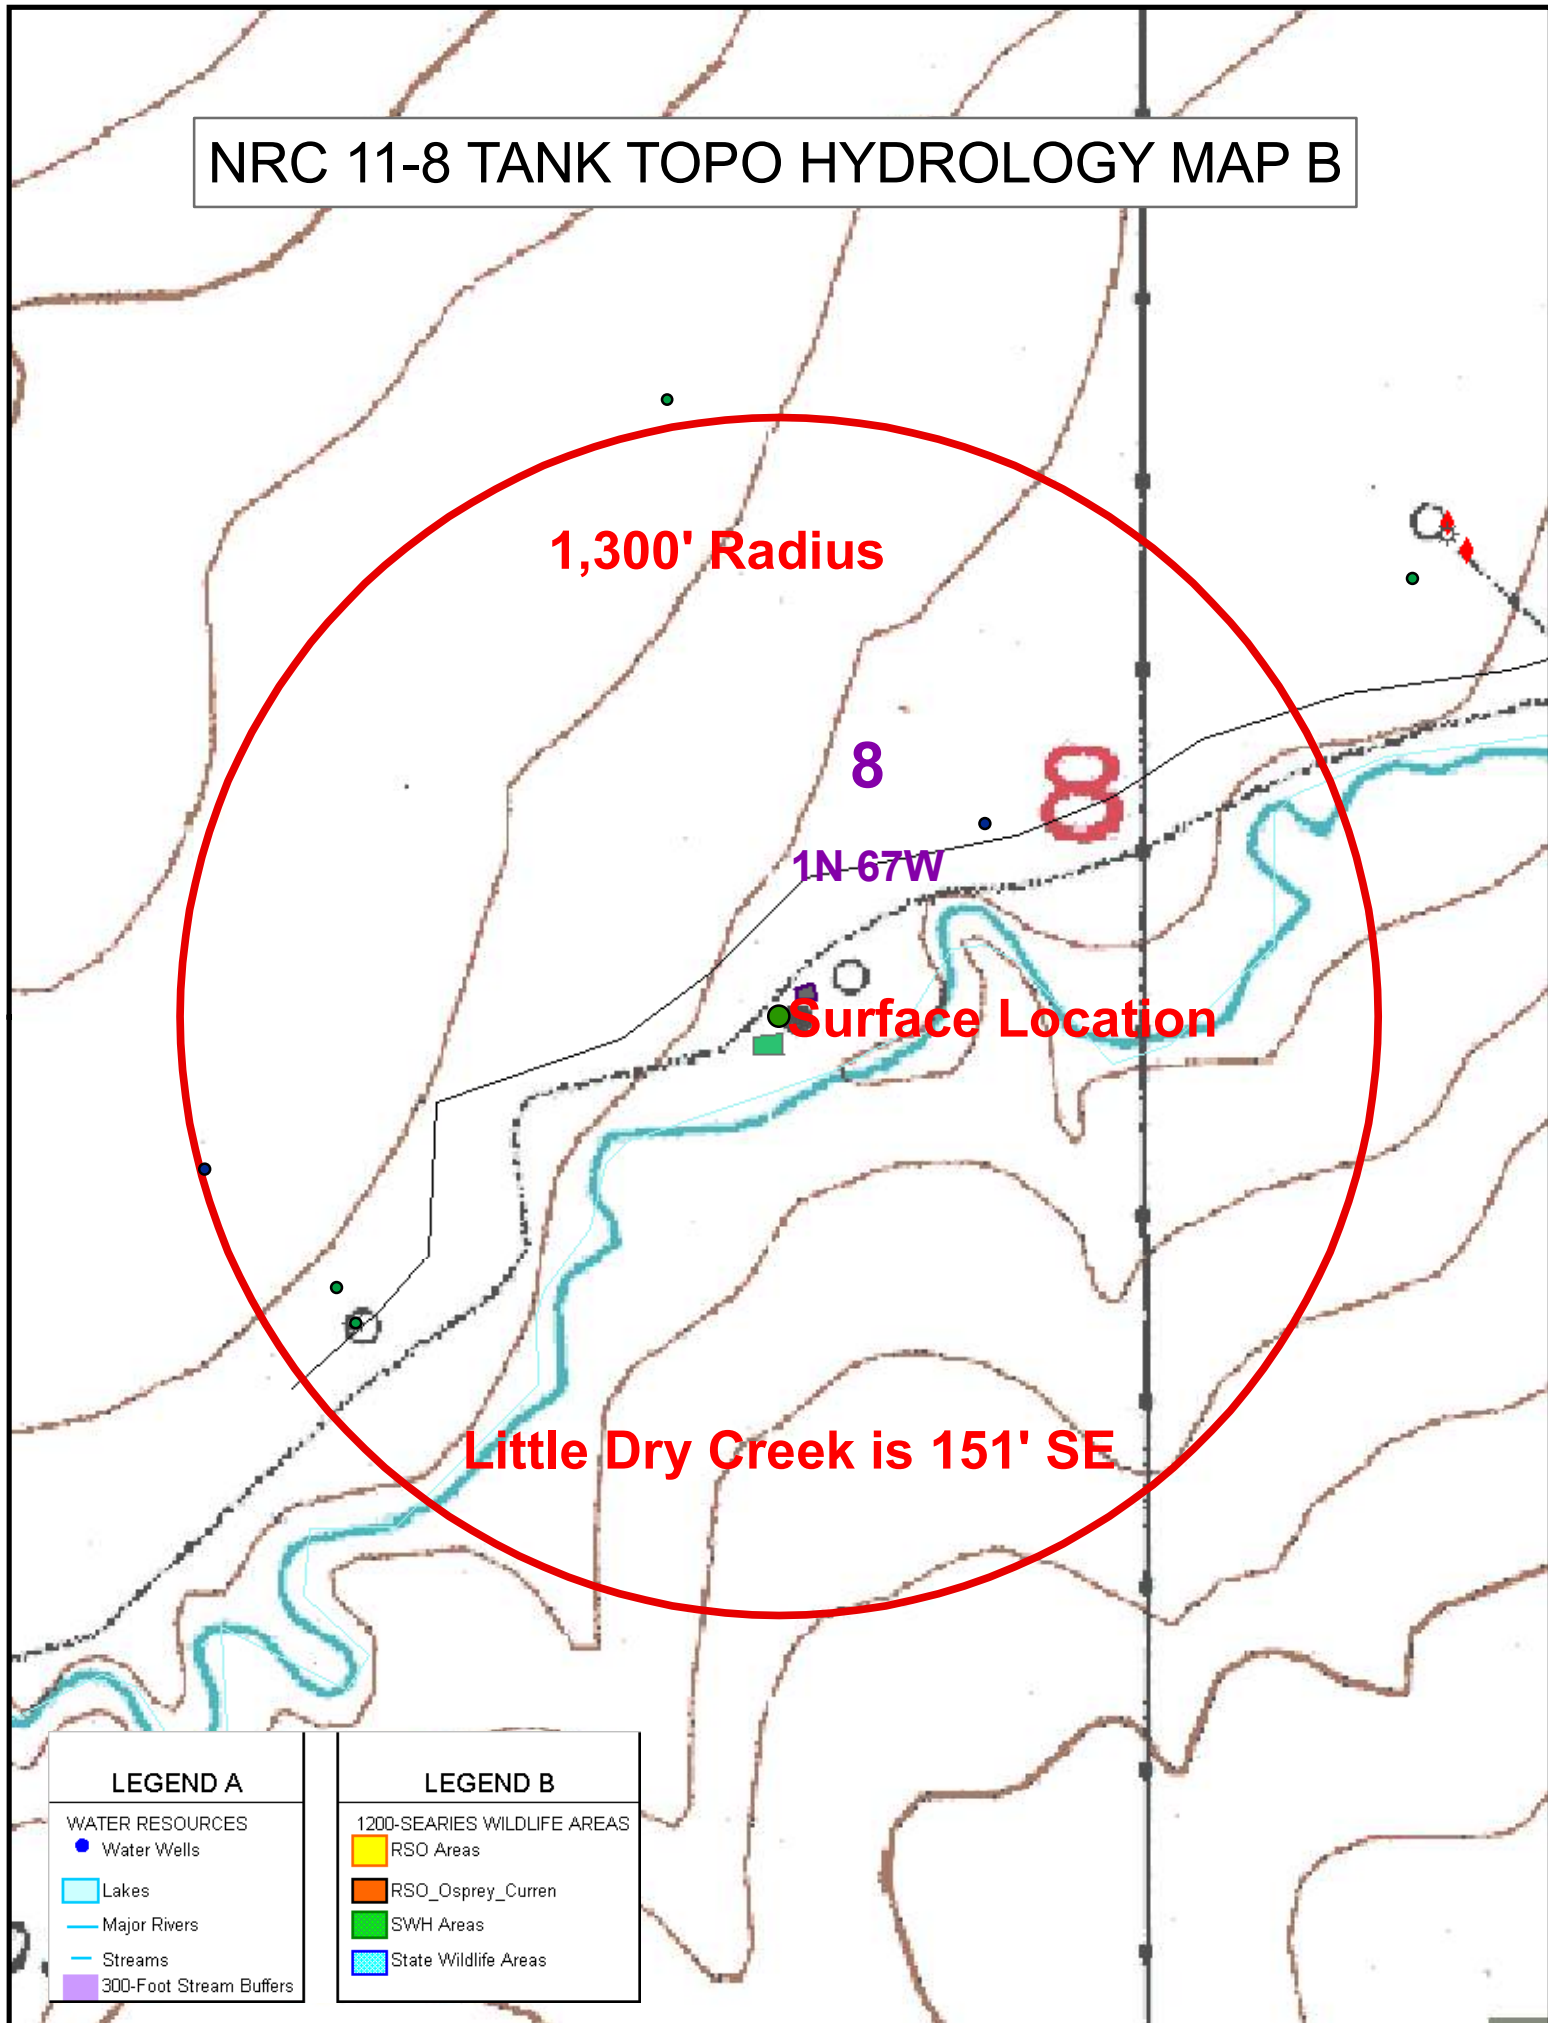 NRC 11-8 TANK TOPO HYDROLOGY MAP B
1,300' Radius
8
8
1N 67W
Surface Location
Little Dry Creek is 151' SE
LEGEND A
WATER RESOURCES
Water Wells
Lakes
Major Rivers
Streams
300-Foot Stream Buffers
LEGEND B
1200-SEARIES WILDLIFE AREAS
RSO Areas
RSO_Osprey_Curren
SWH Areas
State Wildlife Areas